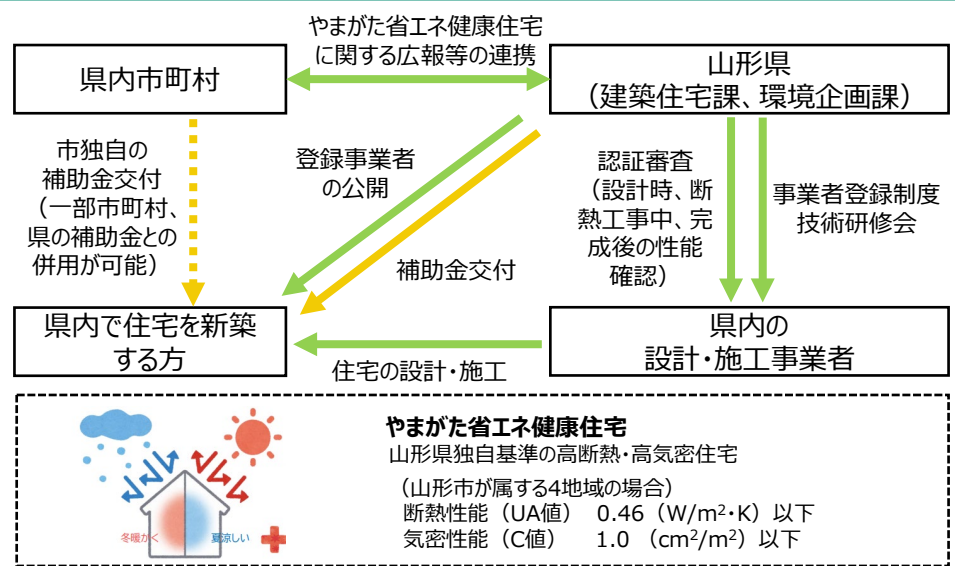 やまがた省エネ健康住宅
に関する広報等の連携
県内市町村
山形県
（建築住宅課、環境企画課）
市独自の
補助金交付
（一部市町村、
県の補助金との
併用が可能）
登録事業者
の公開
補助金交付
認証審査
（設計時、断
熱工事中、完
成後の性能
確認）
事業者登録制度
技術研修会
県内で住宅を新築
する方
住宅の設計・施工
県内の
設計・施工事業者
やまがた省エネ健康住宅
山形県独自基準の高断熱・高気密住宅
（山形市が属する4地域の場合）
断熱性能（UA値） 0.46（W/m²・K）以下
気密性能（C値） 1.0 （cm²/m²）以下
冬暖かく 夏涼しい